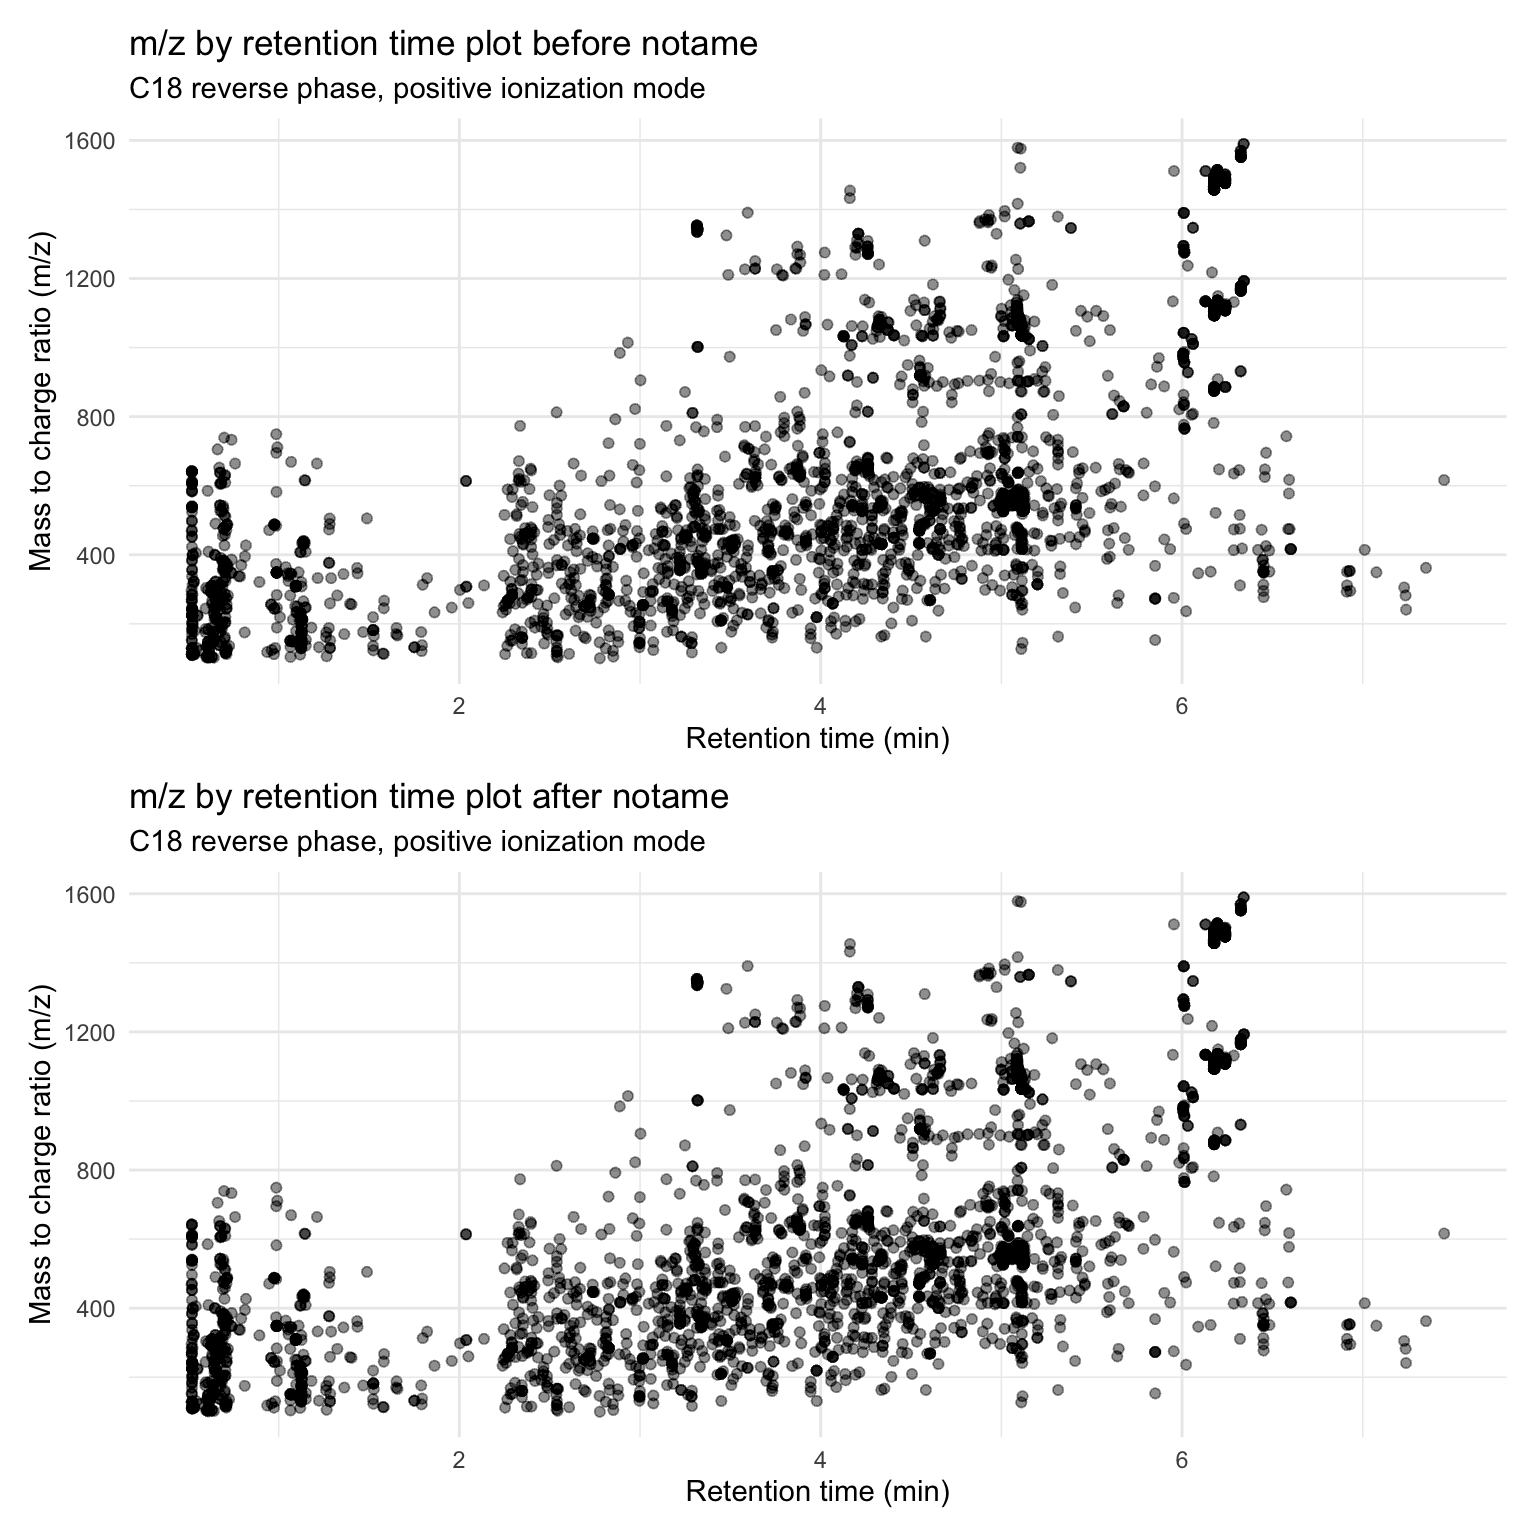 m/z by retention time plot before notame
C18 reverse phase, positive ionization mode
1600
1200
800
400
Mass to charge ratio (m/z)
2 4 6
Retention time (min)
m/z by retention time plot after notame
C18 reverse phase, positive ionization mode
1600
1200
800
400
Mass to charge ratio (m/z)
2 4 6
Retention time (min)